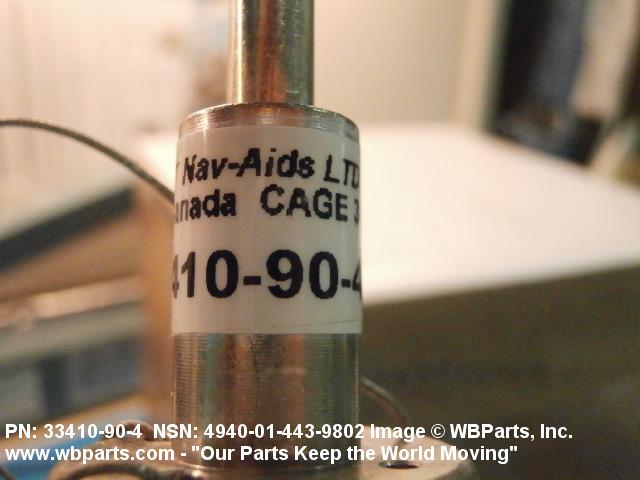 Nav-Aids LTD
anada CAGE 3
410-90-4
PN: 33410-90-4 NSN: 4940-01-443-9802 Image © WBParts, Inc.
www.wbparts.com - "Our Parts Keep the World Moving"